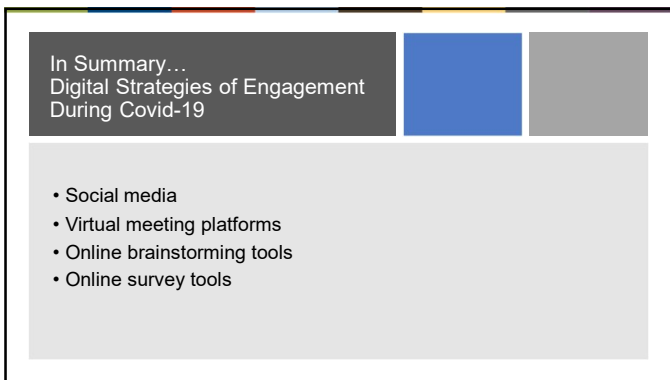 In Summary…
Digital Strategies of Engagement
During Covid-19
• Social media
• Virtual meeting platforms
• Online brainstorming tools
• Online survey tools